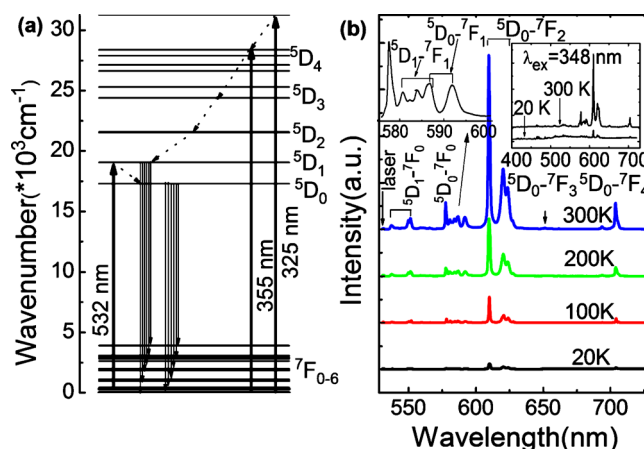 (a)
Wavenumber(*10³cm⁻¹)
30
25
20
15
10
5
0
⁵D₄
⁵D₃
⁵D₂
⁵D₁
⁵D₀
⁷F₀₋₆
532 nm
355 nm
325 nm
(b)
Intensity(a.u.)
⁵D₁-⁷F₁
⁵D₀-⁷F₁
⁵D₀-⁷F₂
580 590 600
λex=348 nm
300 K
20 K
400 500 600 700
laser
⁵D₁-⁷F₀
⁵D₀-⁷F₀
⁵D₀-⁷F₃
⁵D₀-⁷F₄
300K
200K
100K
20K
550 600 650 700
Wavelength(nm)